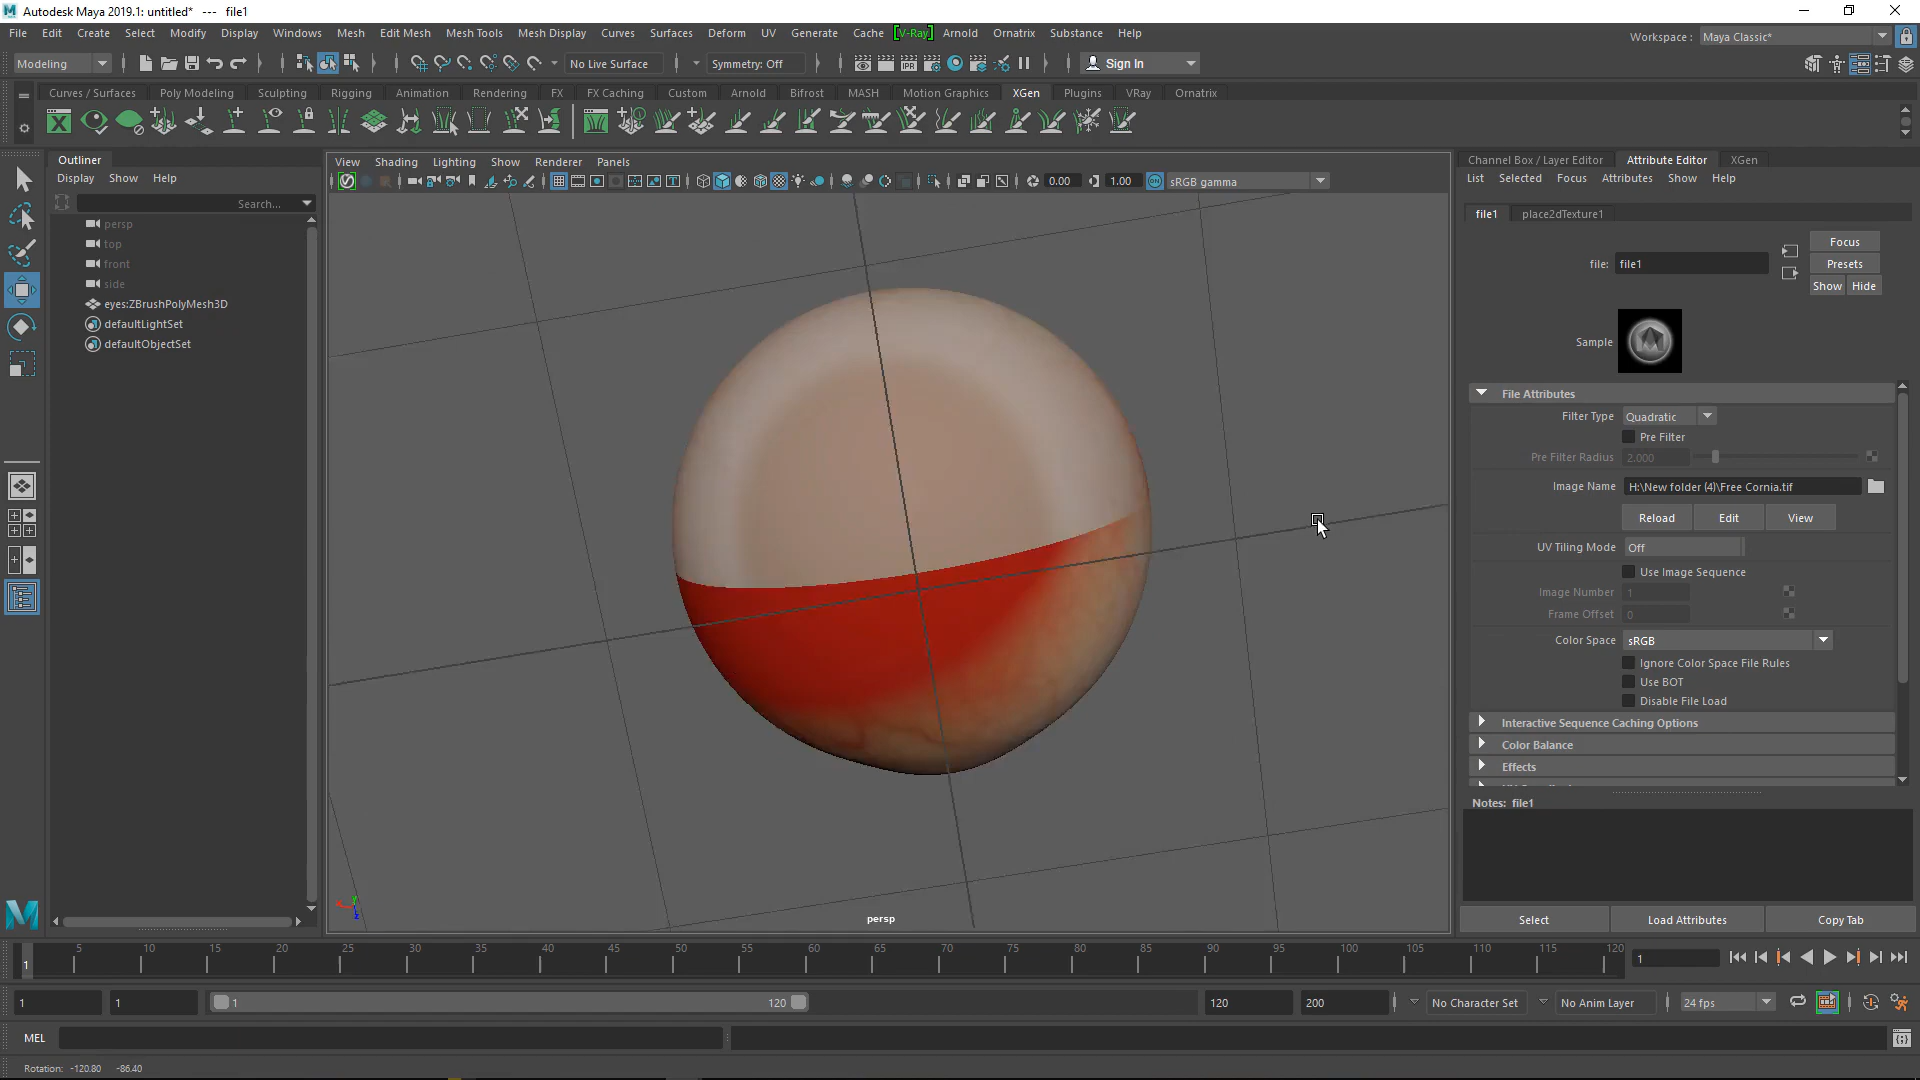 Autodesk Maya 2019.1: untitled* --- file1
File Edit Create Select Modify Display Windows Mesh Edit Mesh Mesh Tools Mesh Display Curves Surfaces Deform UV Generate Cache [V-Ray] Arnold Ornatrix Substance Help
Workspace : Maya Classic*
Modeling No Live Surface Symmetry: Off Sign In
Curves / Surfaces Poly Modeling Sculpting Rigging Animation Rendering FX FX Caching Custom Arnold Bifrost MASH Motion Graphics XGen Plugins VRay Ornatrix
Outliner
Display Show Help
Search...
persp
top
front
side
eyes:ZBrushPolyMesh3D
defaultLightSet
defaultObjectSet
View Shading Lighting Show Renderer Panels
0.00 1.00 ON sRGB gamma
persp
Channel Box / Layer Editor Attribute Editor XGen
List Selected Focus Attributes Show Help
file1 place2dTexture1
Focus
file: file1 Presets
Show Hide
Sample
File Attributes
Filter Type Quadratic
Pre Filter
Pre Filter Radius 2.000
Image Name H:\New folder (4)\Free Cornia.tif
Reload Edit View
UV Tiling Mode Off
Use Image Sequence
Image Number 1
Frame Offset 0
Color Space sRGB
Ignore Color Space File Rules
Use BOT
Disable File Load
Interactive Sequence Caching Options
Color Balance
Effects
Notes: file1
Select Load Attributes Copy Tab
5 10 15 20 25 30 35 40 45 50 55 60 65 70 75 80 85 90 95 100 105 110 115 120
1 1
1 1 1 120 120 200 No Character Set No Anim Layer 24 fps
MEL
Rotation: -120.80 -86.40